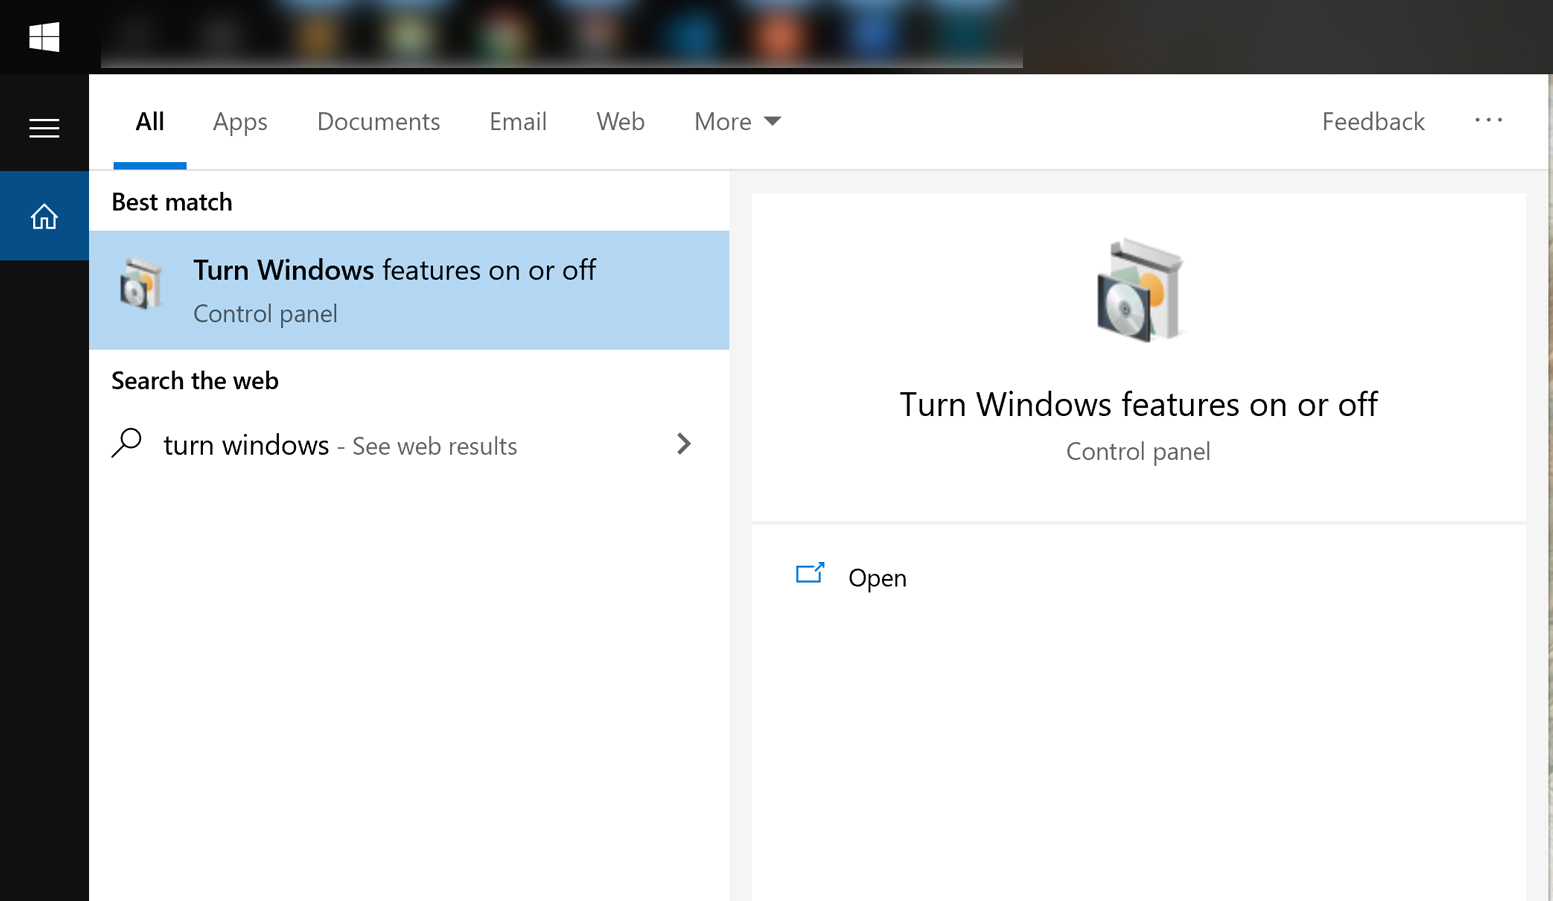 All Apps Documents Email Web More Feedback ...
Best match
Turn Windows features on or off
Control panel
Search the web
turn windows - See web results
Turn Windows features on or off
Control panel
Open